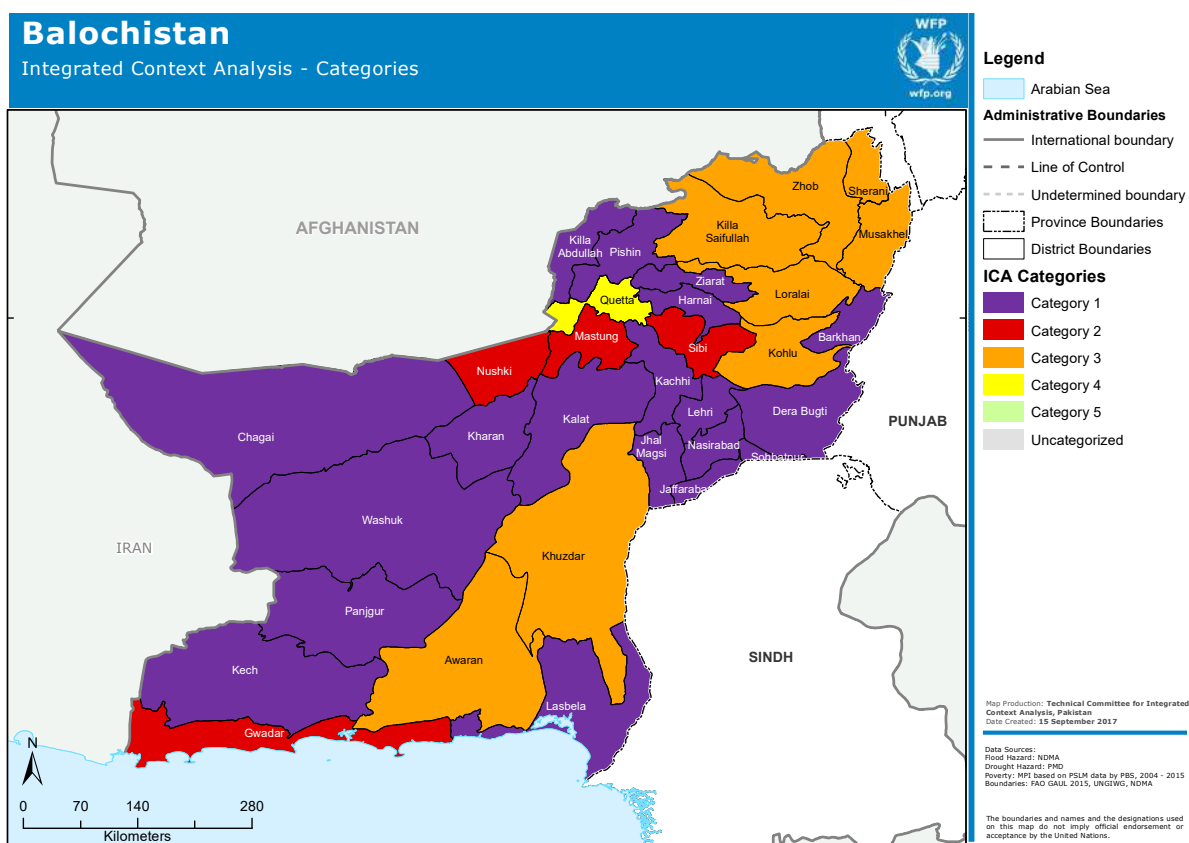 Balochistan
Integrated Context Analysis - Categories
WFP
wfp.org
Legend
Arabian Sea
Administrative Boundaries
International boundary
Line of Control
Undetermined boundary
Province Boundaries
District Boundaries
ICA Categories
Category 1
Category 2
Category 3
Category 4
Category 5
Uncategorized
AFGHANISTAN
IRAN
PUNJAB
SINDH
Zhob
Sherani
Killa
Saifullah
Musakhel
Killa
Abdullah
Pishin
Ziarat
Harnai
Loralai
Quetta
Mastung
Sibi
Kohlu
Barkhan
Nushki
Kachhi
Chagai
Kharan
Kalat
Lehri
Dera Bugti
Jhal
Magsi
Nasirabad
Sohbatpur
Jaffarabad
Washuk
Khuzdar
Panjgur
Kech
Awaran
Lasbela
Gwadar
N
0 70 140 280
Kilometers
Map Production: Technical Committee for Integrated
Context Analysis, Pakistan
Date Created: 15 September 2017
Data Sources:
Flood Hazard: NDMA
Drought Hazard: PMD
Poverty: MPI based on PSLM data by PBS, 2004 - 2015
Boundaries: FAO GAUL 2015, UNGIWG, NDMA
The boundaries and names and the designations used
on this map do not imply official endorsement or
acceptance by the United Nations.